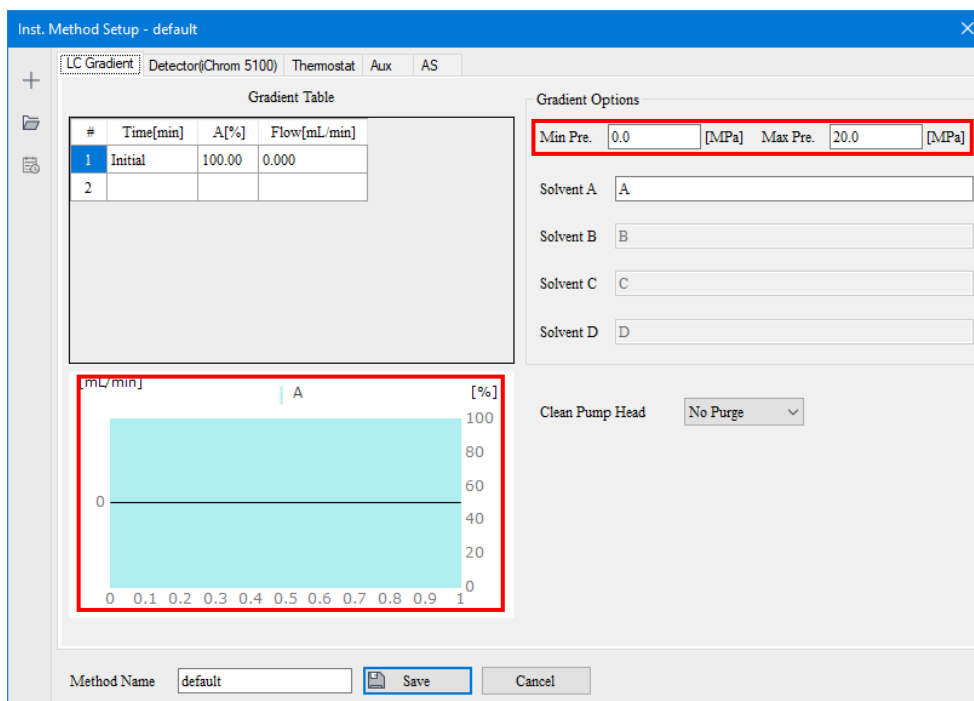 Inst. Method Setup - default
LC Gradient Detector(iChrom 5100) Thermostat Aux AS
Gradient Table
# Time[min] A[%] Flow[mL/min]
1 Initial 100.00 0.000
2
Gradient Options
Min Pre. 0.0 [MPa] Max Pre. 20.0 [MPa]
Solvent A A
Solvent B B
Solvent C C
Solvent D D
Clean Pump Head No Purge
[mL/min] A [%]
100
80
60
0
40
20
0
0 0.1 0.2 0.3 0.4 0.5 0.6 0.7 0.8 0.9 1
Method Name default Save Cancel